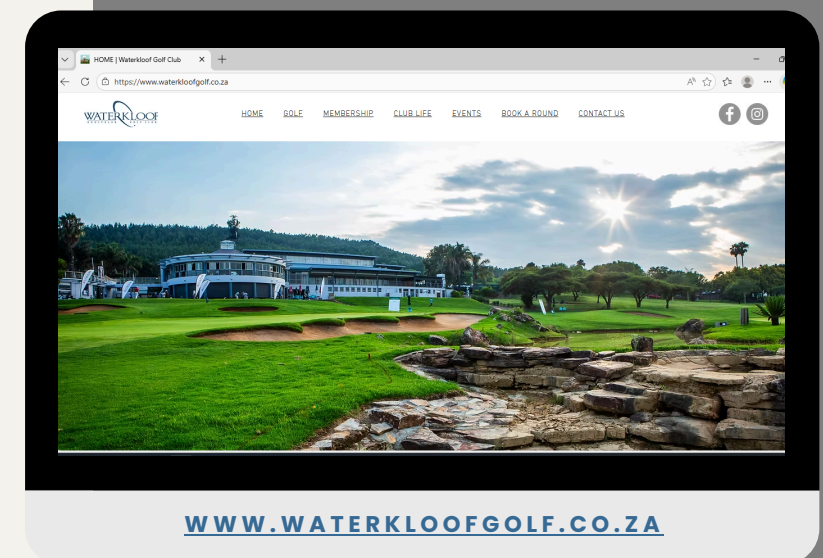 HOME | Waterkloof Golf Club
https://www.waterkloofgolf.co.za
WATERKLOOF
HOME GOLF MEMBERSHIP CLUB LIFE EVENTS BOOK A ROUND CONTACT US
WWW.WATERKLOOFGOLF.CO.ZA